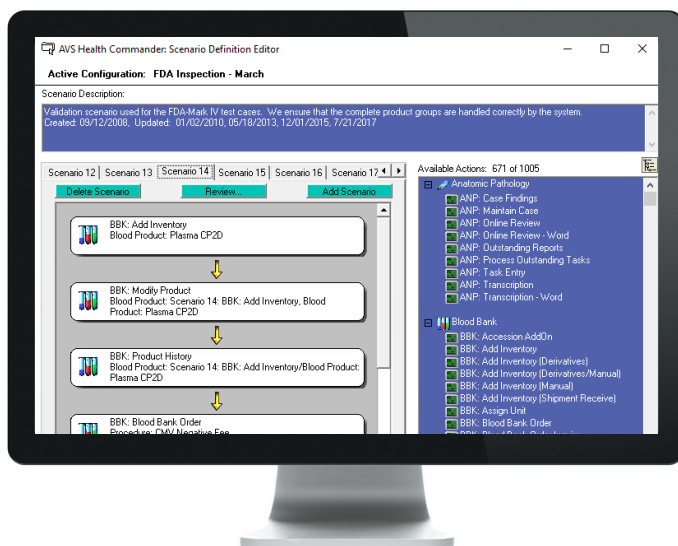 AVS Health Commander: Scenario Definition Editor
Active Configuration: FDA Inspection - March
Scenario Description:
Validation scenario used for the FDA-Mark IV test cases. We ensure that the complete product groups are handled correctly by the system.
Created: 09/12/2008, Updated: 01/02/2010, 05/18/2013, 12/01/2015, 7/21/2017
Scenario 12 Scenario 13 Scenario 14 Scenario 15 Scenario 16 Scenario 17
Delete Scenario Review... Add Scenario
BBK: Add Inventory
Blood Product: Plasma CP2D
BBK: Modify Product
Blood Product: Scenario 14: BBK: Add Inventory, Blood
Product: Plasma CP2D
BBK: Product History
Blood Product: Scenario 14: BBK: Add Inventory/Blood Product:
Plasma CP2D
BBK: Blood Bank Order
Procedure: CMV Negative Fee
Available Actions: 671 of 1005
Anatomic Pathology
ANP: Case Findings
ANP: Maintain Case
ANP: Online Review
ANP: Online Review - Word
ANP: Outstanding Reports
ANP: Process Outstanding Tasks
ANP: Task Entry
ANP: Transcription
ANP: Transcription - Word
Blood Bank
BBK: Accession AddOn
BBK: Add Inventory
BBK: Add Inventory (Derivatives)
BBK: Add Inventory (Derivatives/Manual)
BBK: Add Inventory (Manual)
BBK: Add Inventory (Shipment Receive)
BBK: Assign Unit
BBK: Blood Bank Order